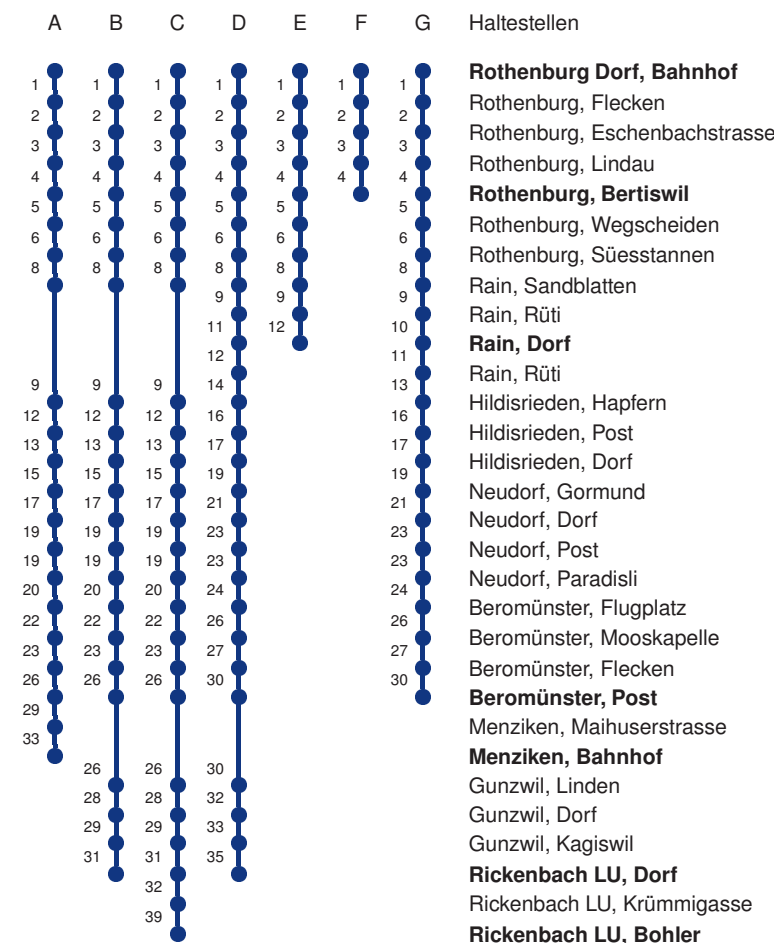 A B C D E F G Haltestellen
Rothenburg Dorf, Bahnhof
1 1 1 1 1 1 1 Rothenburg, Flecken
2 2 2 2 2 2 2 Rothenburg, Eschenbachstrasse
3 3 3 3 3 3 3 Rothenburg, Lindau
4 4 4 4 4 4 4 Rothenburg, Bertiswil
5 5 5 5 5 5 Rothenburg, Wegscheiden
6 6 6 6 6 6 Rothenburg, Süesstannen
8 8 8 8 8 8 Rain, Sandblatten
9 9 9 Rain, Rüti
11 12 10 Rain, Dorf
12 11 Rain, Rüti
9 9 9 14 13 Hildisrieden, Hapfern
12 12 12 16 16 Hildisrieden, Post
13 13 13 17 17 Hildisrieden, Dorf
15 15 15 19 19 Neudorf, Gormund
17 17 17 21 21 Neudorf, Dorf
19 19 19 23 23 Neudorf, Post
19 19 19 23 23 Neudorf, Paradisli
20 20 20 24 24 Beromünster, Flugplatz
22 22 22 26 26 Beromünster, Mooskapelle
23 23 23 27 27 Beromünster, Flecken
26 26 26 30 30 Beromünster, Post
29 Menziken, Maihuserstrasse
33 Menziken, Bahnhof
26 26 30 Gunzwil, Linden
28 28 32 Gunzwil, Dorf
29 29 33 Gunzwil, Kagiswil
31 31 35 Rickenbach LU, Dorf
32 Rickenbach LU, Krümmigasse
39 Rickenbach LU, Bohler